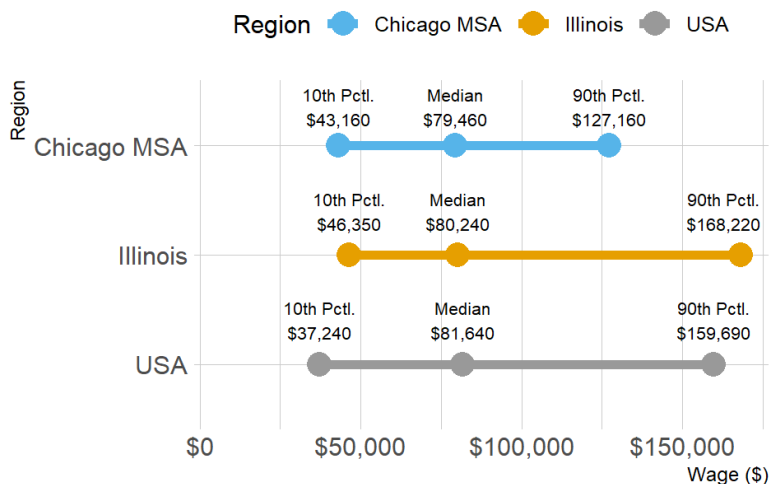 Region Chicago MSA Illinois USA
Region
10th Pctl. Median 90th Pctl.
$43,160 $79,460 $127,160
Chicago MSA
10th Pctl. Median 90th Pctl.
$46,350 $80,240 $168,220
Illinois
10th Pctl. Median 90th Pctl.
$37,240 $81,640 $159,690
USA
$0 $50,000 $100,000 $150,000
Wage ($)